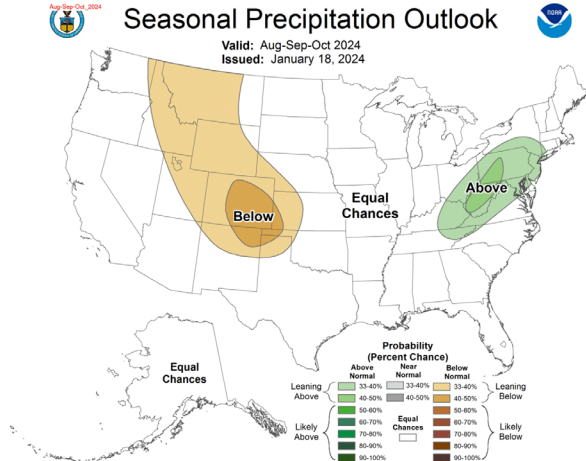 Aug-Sep-Oct_2024
Seasonal Precipitation Outlook
NOAA
Valid: Aug-Sep-Oct 2024
Issued: January 18, 2024
Below
Equal
Chances
Above
Equal
Chances
Probability
(Percent Chance)
Above
Normal
Near
Normal
Below
Normal
Leaning
Above
33-40%
40-50%
33-40%
40-50%
33-40%
40-50%
Leaning
Below
Likely
Above
50-60%
60-70%
70-80%
80-90%
90-100%
Equal
Chances
50-60%
60-70%
70-80%
80-90%
90-100%
Likely
Below